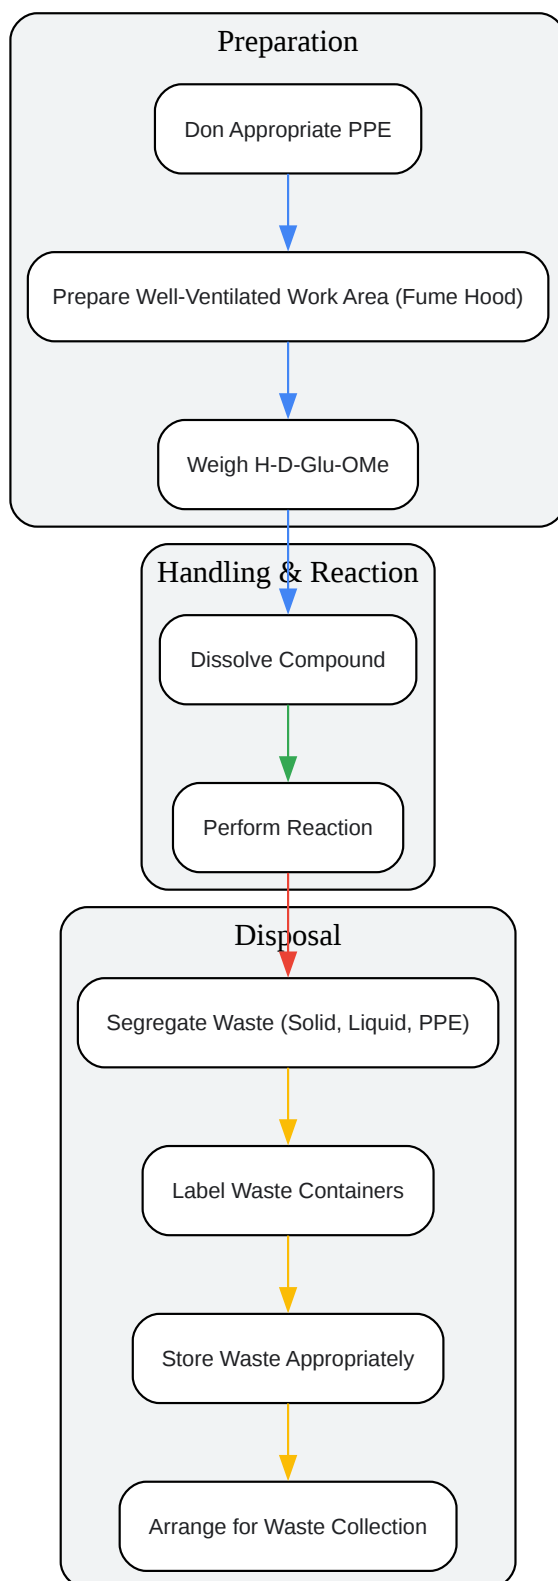 Preparation
Don Appropriate PPE
Prepare Well-Ventilated Work Area (Fume Hood)
Weigh H-D-Glu-OMe
Handling & Reaction
Dissolve Compound
Perform Reaction
Disposal
Segregate Waste (Solid, Liquid, PPE)
Label Waste Containers
Store Waste Appropriately
Arrange for Waste Collection